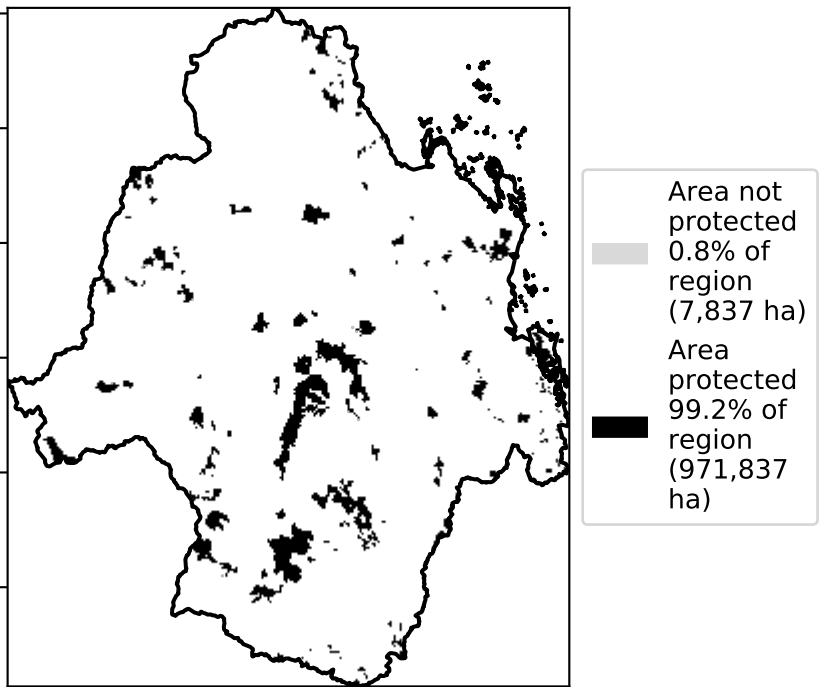 Area not
protected
0.8% of
region
(7,837 ha)
Area
protected
99.2% of
region
(971,837
ha)